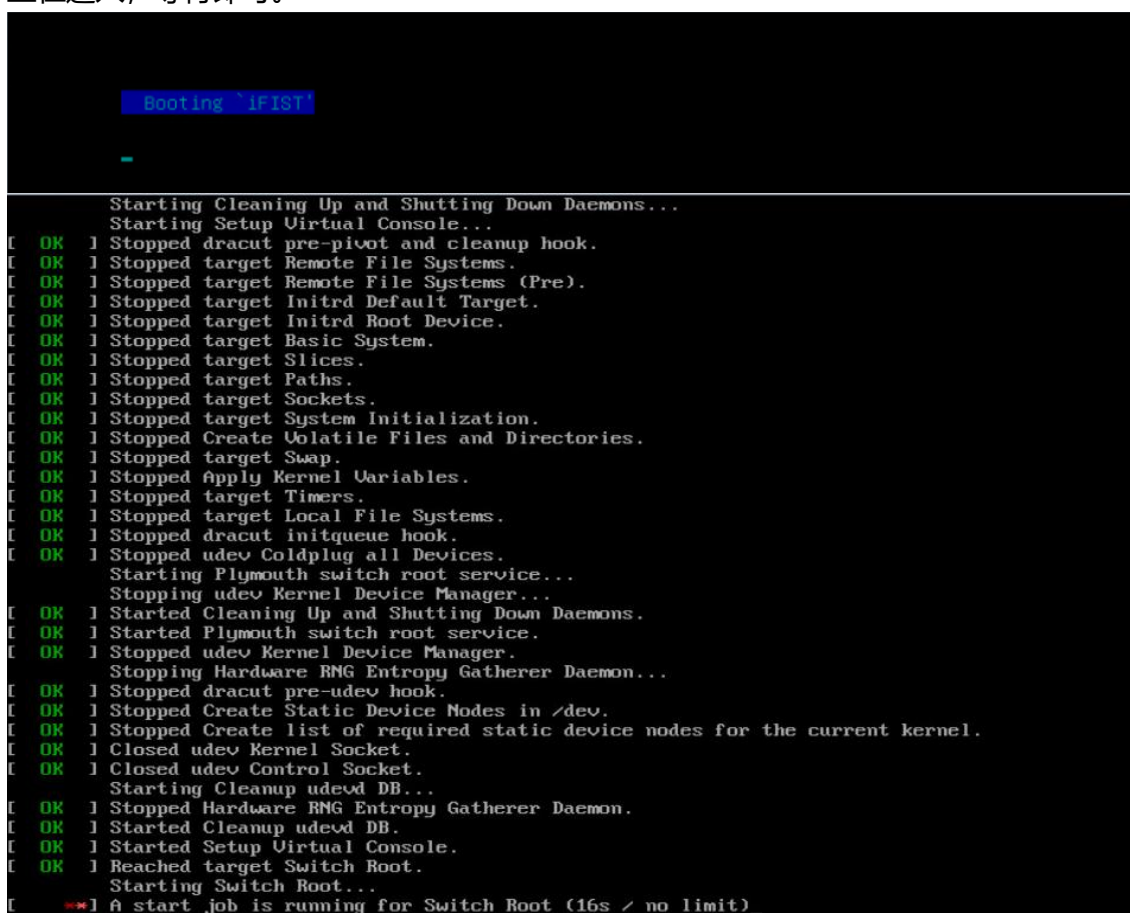 Booting `iFIST'
Starting Cleaning Up and Shutting Down Daemons...
Starting Setup Virtual Console...
[ OK ] Stopped dracut pre-pivot and cleanup hook.
[ OK ] Stopped target Remote File Systems.
[ OK ] Stopped target Remote File Systems (Pre).
[ OK ] Stopped target Initrd Default Target.
[ OK ] Stopped target Initrd Root Device.
[ OK ] Stopped target Basic System.
[ OK ] Stopped target Slices.
[ OK ] Stopped target Paths.
[ OK ] Stopped target Sockets.
[ OK ] Stopped target System Initialization.
[ OK ] Stopped Create Volatile Files and Directories.
[ OK ] Stopped target Swap.
[ OK ] Stopped Apply Kernel Variables.
[ OK ] Stopped target Timers.
[ OK ] Stopped target Local File Systems.
[ OK ] Stopped dracut initqueue hook.
[ OK ] Stopped udev Coldplug all Devices.
Starting Plymouth switch root service...
Stopping udev Kernel Device Manager...
[ OK ] Started Cleaning Up and Shutting Down Daemons.
[ OK ] Started Plymouth switch root service.
[ OK ] Stopped udev Kernel Device Manager.
Stopping Hardware RNG Entropy Gatherer Daemon...
[ OK ] Stopped dracut pre-udev hook.
[ OK ] Stopped Create Static Device Nodes in /dev.
[ OK ] Stopped Create list of required static device nodes for the current kernel.
[ OK ] Closed udev Kernel Socket.
[ OK ] Closed udev Control Socket.
Starting Cleanup udevd DB...
[ OK ] Stopped Hardware RNG Entropy Gatherer Daemon.
[ OK ] Started Cleanup udevd DB.
[ OK ] Started Setup Virtual Console.
[ OK ] Reached target Switch Root.
Starting Switch Root...
[ **] A start job is running for Switch Root (16s / no limit)